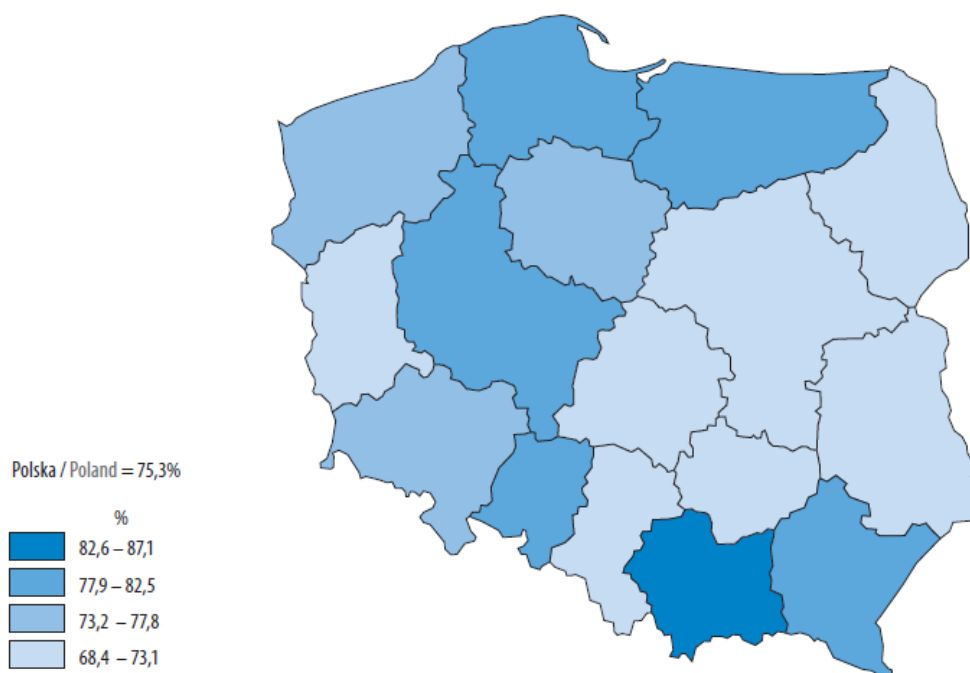 Polska / Poland = 75,3%
%
82,6 – 87,1
77,9 – 82,5
73,2 – 77,8
68,4 – 73,1